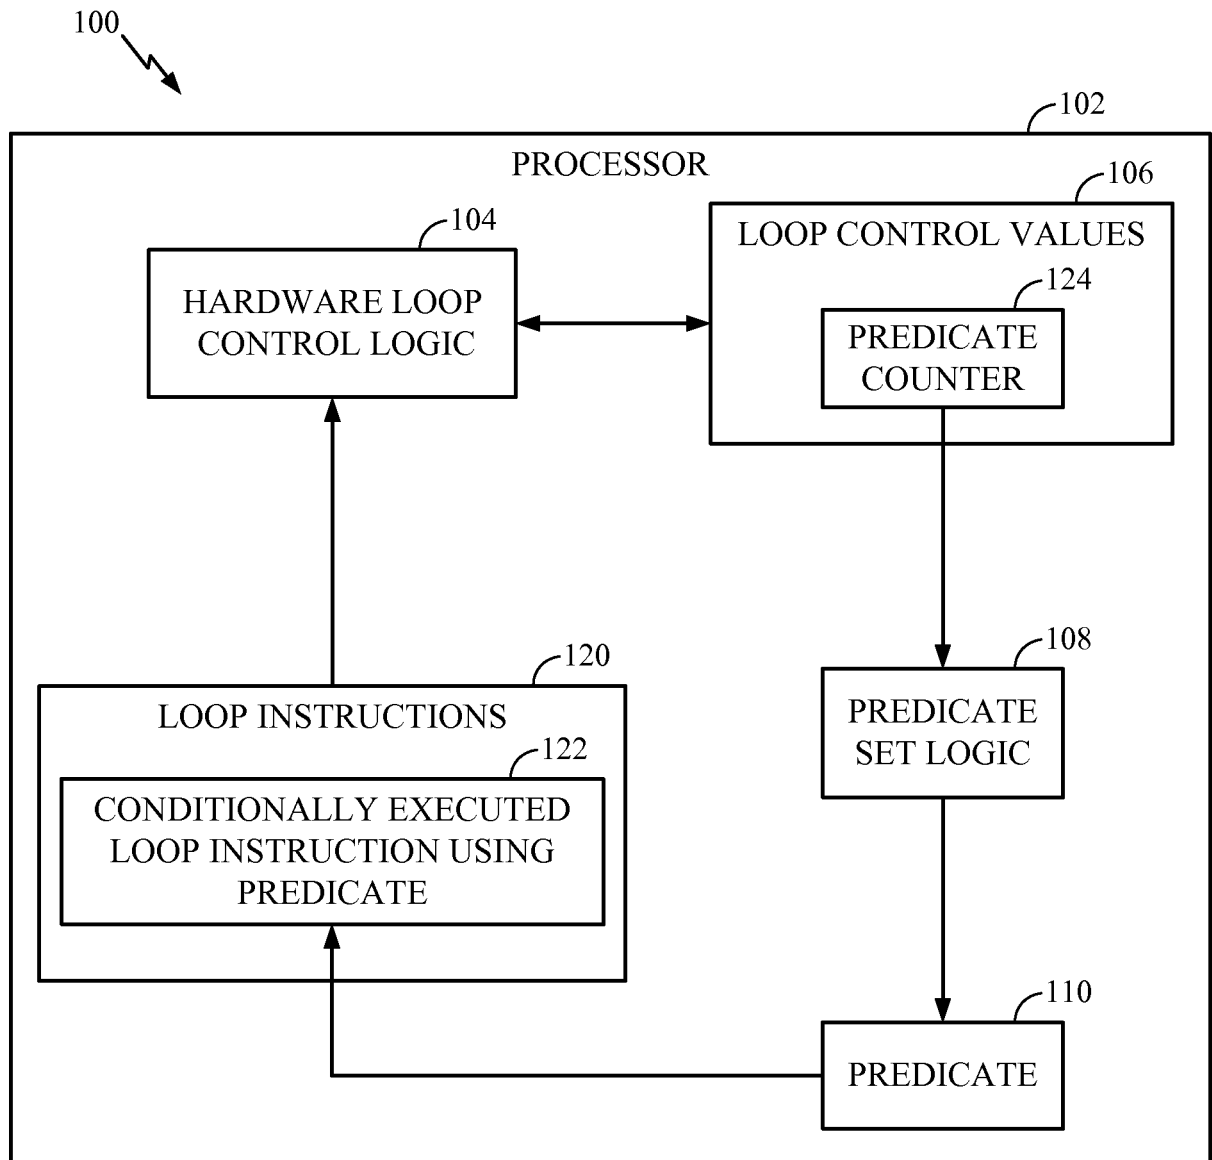 100
102
PROCESSOR
106
LOOP CONTROL VALUES
104
HARDWARE LOOP
CONTROL LOGIC
124
PREDICATE
COUNTER
120
LOOP INSTRUCTIONS
122
CONDITIONALLY EXECUTED
LOOP INSTRUCTION USING
PREDICATE
108
PREDICATE
SET LOGIC
110
PREDICATE